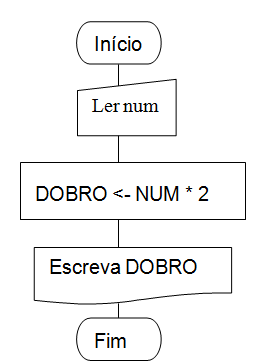 Início
Ler num
DOBRO <- NUM * 2
Escreva DOBRO
Fim